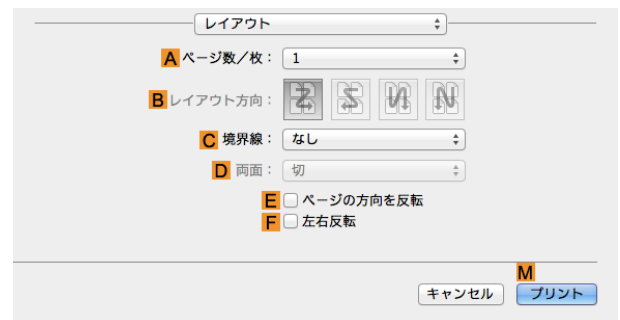 レイアウト
A ページ数／枚： 1
B レイアウト方向：
C 境界線： なし
D 両面： 切
E ページの方向を反転
F 左右反転
M
キャンセル プリント